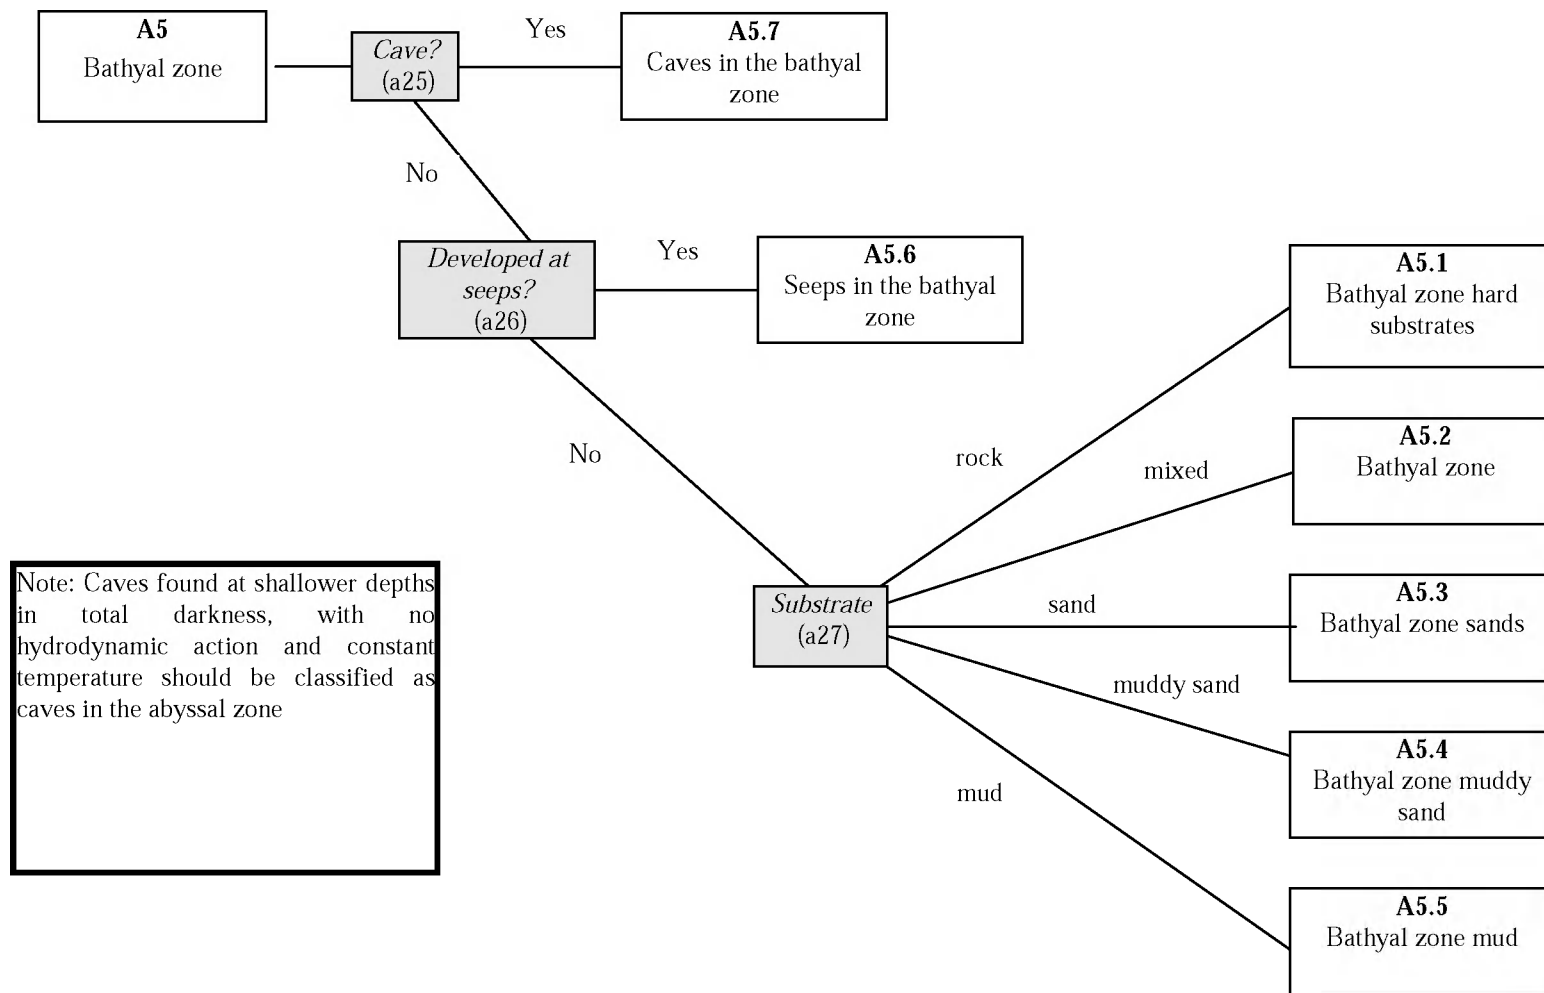 A5
Bathyal zone
Cave?
(a25)
Yes
A5.7
Caves in the bathyal
zone
No
Developed at
seeps?
(a26)
Yes
A5.6
Seeps in the bathyal
zone
A5.1
Bathyal zone hard
substrates
No
rock
mixed
A5.2
Bathyal zone
Note: Caves found at shallower depths
in total darkness, with no
hydrodynamic action and constant
temperature should be classified as
caves in the abyssal zone
Substrate
(a27)
sand
A5.3
Bathyal zone sands
muddy sand
A5.4
Bathyal zone muddy
sand
mud
A5.5
Bathyal zone mud